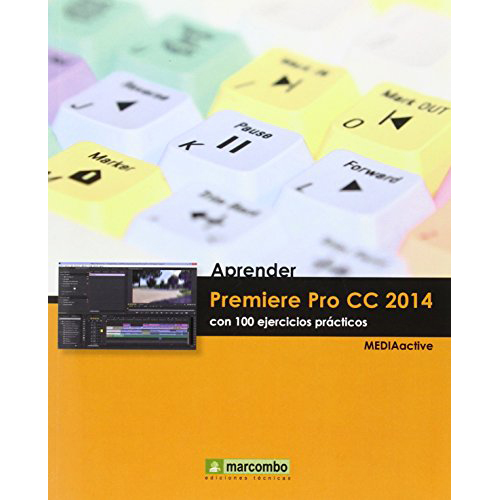 Reverse
J
Walk IN
I
Mark OUT
O
Pause
K
Forward
L
Marker
M
Aprender
Premiere Pro CC 2014
con 100 ejercicios prácticos
MEDIAactive
marcombo
ediciones técnicas